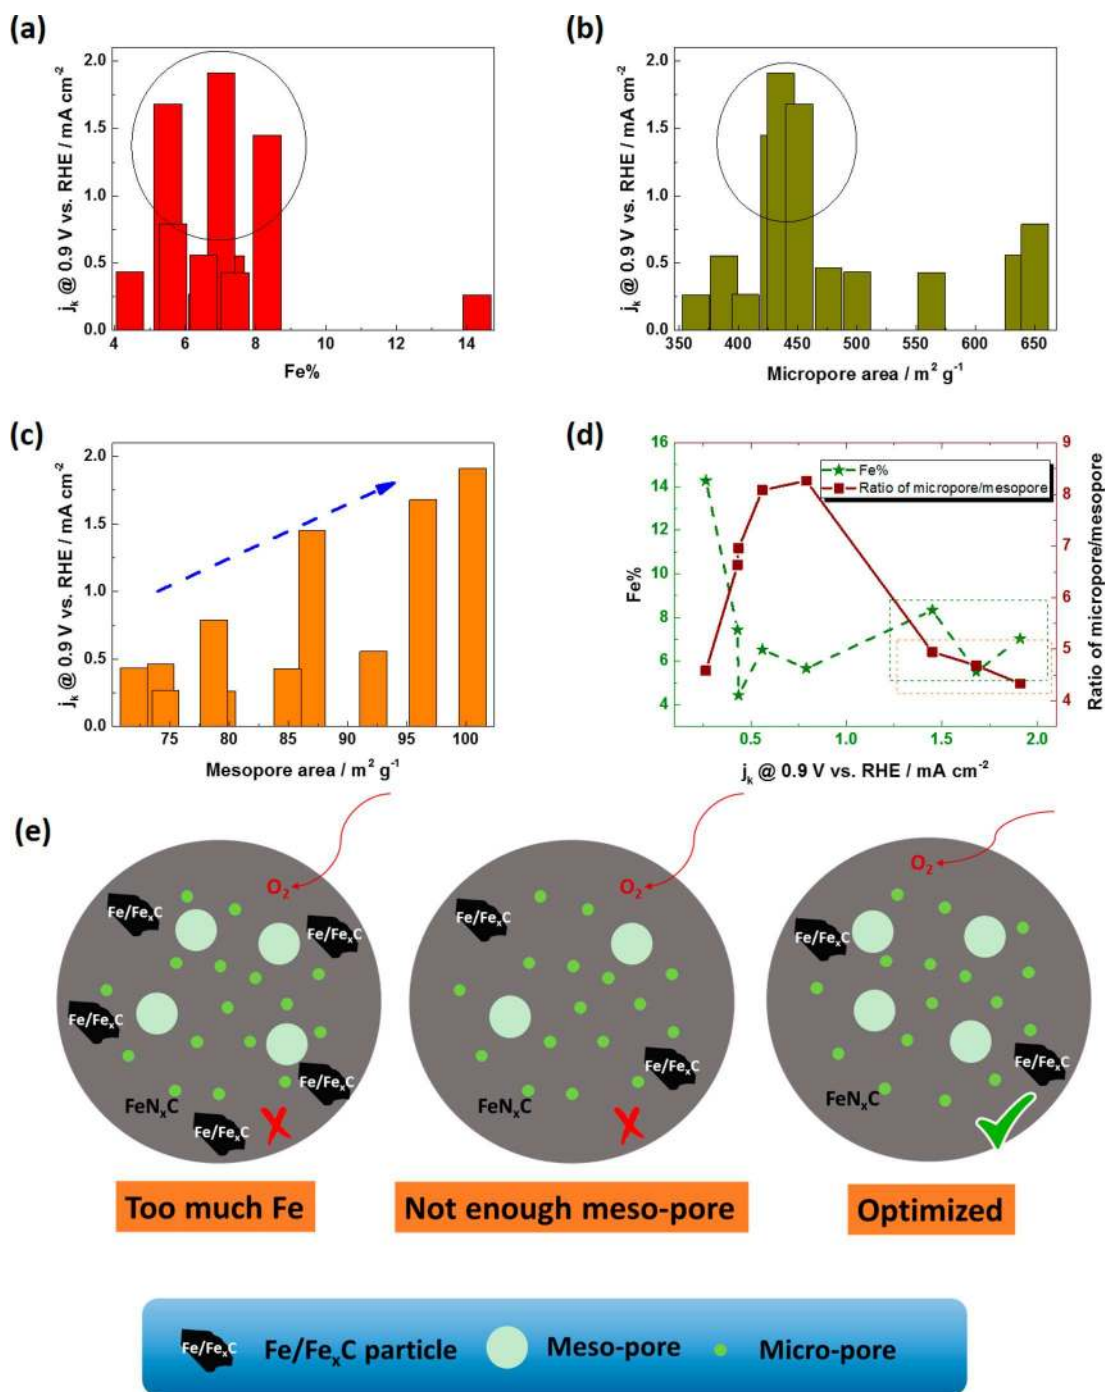 (a)
j_k @ 0.9 V vs. RHE / mA cm⁻²
2.0
1.5
1.0
0.5
0.0
4 6 8 10 12 14
Fe%
(b)
j_k @ 0.9 V vs. RHE / mA cm⁻²
2.0
1.5
1.0
0.5
0.0
350 400 450 500 550 600 650
Micropore area / m² g⁻¹
(c)
j_k @ 0.9 V vs. RHE / mA cm⁻²
2.0
1.5
1.0
0.5
0.0
75 80 85 90 95 100
Mesopore area / m² g⁻¹
(d)
Fe%
16
14
12
10
8
6
4
Fe%
Ratio of micropore/mesopore
9
8
7
6
5
4
Ratio of micropore/mesopore
0.5 1.0 1.5 2.0
j_k @ 0.9 V vs. RHE / mA cm⁻²
(e)
O₂
Fe/FeₓC
Fe/FeₓC
Fe/FeₓC
Fe/FeₓC
FeNₓC
Fe/FeₓC
Too much Fe
O₂
Fe/FeₓC
Fe/FeₓC
FeNₓC
Not enough meso-pore
O₂
Fe/FeₓC
Fe/FeₓC
FeNₓC
Optimized
Fe/FeₓC Fe/FeₓC particle Meso-pore Micro-pore